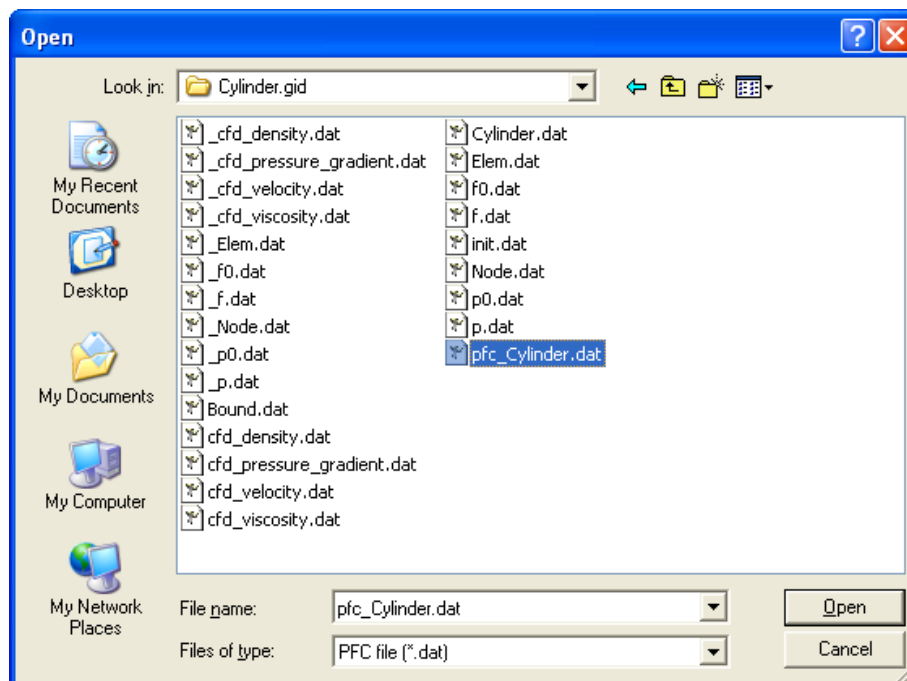 Open
Look in: Cylinder.gid
My Recent
Documents
Desktop
My Documents
My Computer
My Network
Places
_cfd_density.dat
_cfd_pressure_gradient.dat
_cfd_velocity.dat
_cfd_viscosity.dat
_Elem.dat
_f0.dat
_f.dat
_Node.dat
_p0.dat
_p.dat
Bound.dat
cfd_density.dat
cfd_pressure_gradient.dat
cfd_velocity.dat
cfd_viscosity.dat
Cylinder.dat
Elem.dat
f0.dat
f.dat
init.dat
Node.dat
p0.dat
p.dat
pfc_Cylinder.dat
File name: pfc_Cylinder.dat Open
Files of type: PFC file (*.dat) Cancel